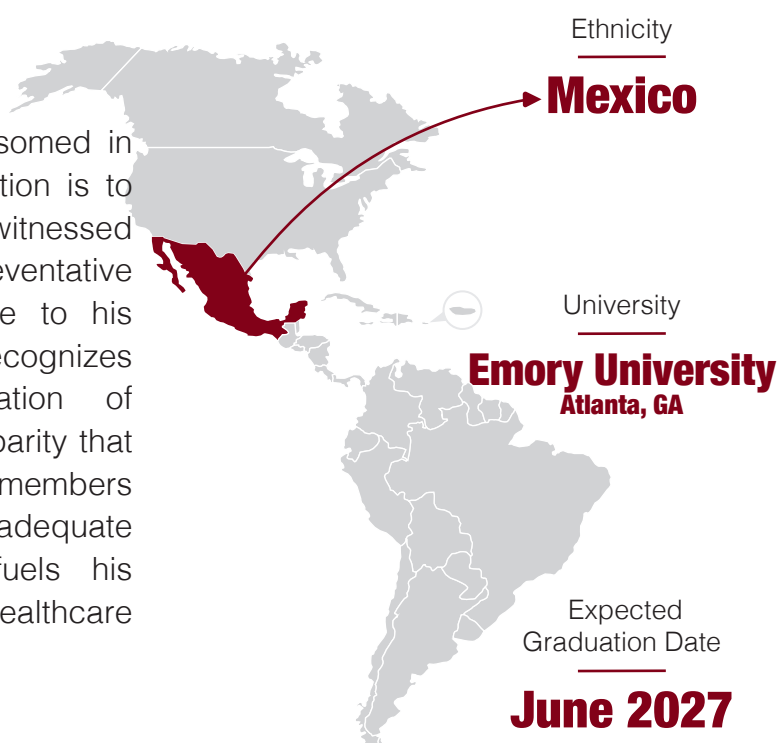 Ethnicity
Mexico
somed in
tion is to
witnessed
eventative
e to his
ecognizes
ation of
parity that
members
adequate
fuels his
ealthcare
University
Emory University
Atlanta, GA
Expected
Graduation Date
June 2027